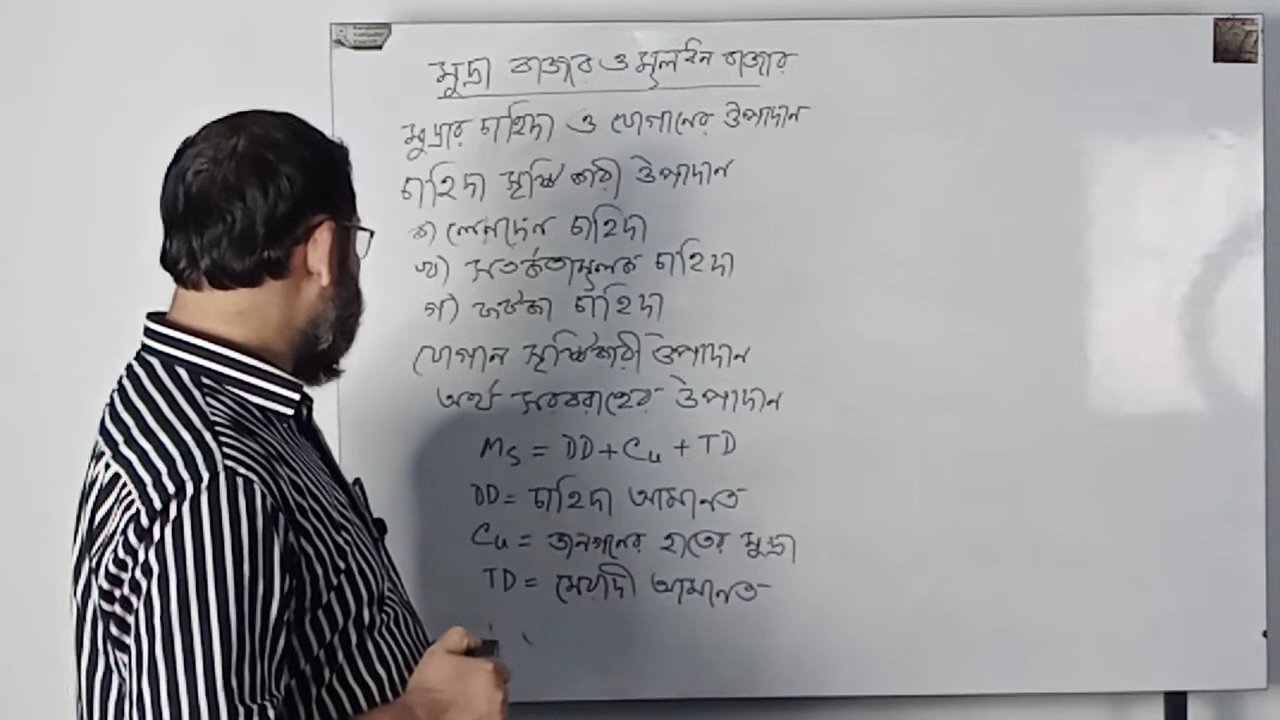 মুদ্রা বাজার ও মূলধন বাজার
মুদ্রার চাহিদা ও যোগানের উপাদান
চাহিদা সৃষ্টিকারী উপাদান
ক) লেনদেন চাহিদা
খ) সতর্কতামূলক চাহিদা
গ) ফটকা চাহিদা
যোগান সৃষ্টিকারী উপাদান
অর্থ সরবরাহের উপাদান
Ms = DD + Cu + TD
DD = চাহিদা আমানত
Cu = জনগনের হাতের মুদ্রা
TD = মেয়াদী আমানত